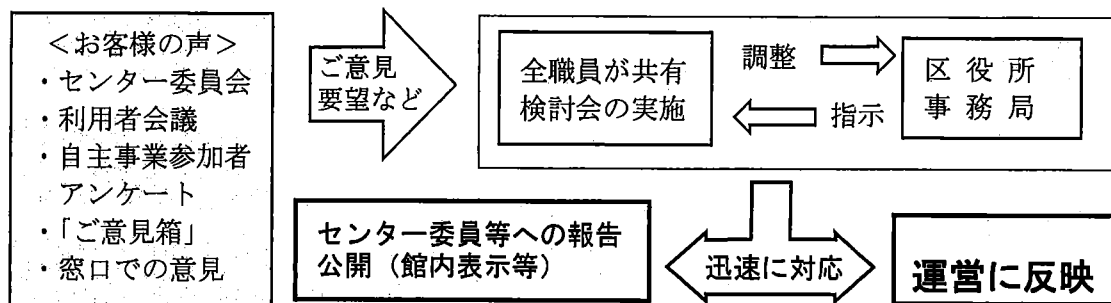 <お客様の声>
・センター委員会
・利用者会議
・自主事業参加者
アンケート
・「ご意見箱」
・窓口での意見
ご意見
要望など
全職員が共有
検討会の実施
調整
指示
区役所
事務局
センター委員等への報告
公開（館内表示等）
迅速に対応
運営に反映